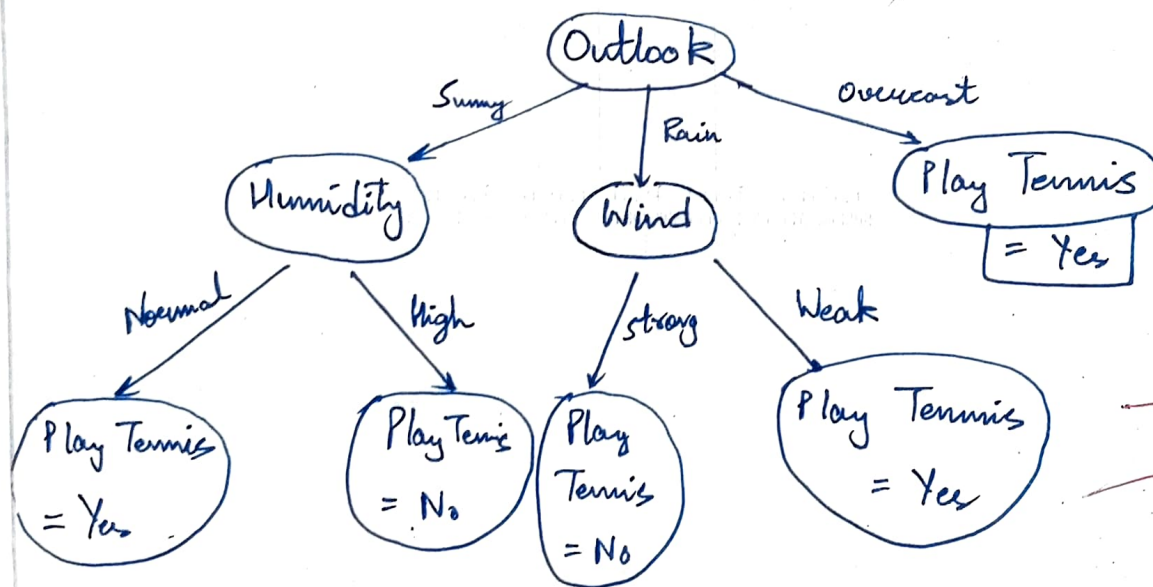 Outlook
Sunny
Rain
Overcast
Humidity
Wind
Play Tennis
= Yes
Normal
High
strong
Weak
Play Tennis
= Yes
Play Tenis
= No
Play
Tennis
= No
Play Tennis
= Yes